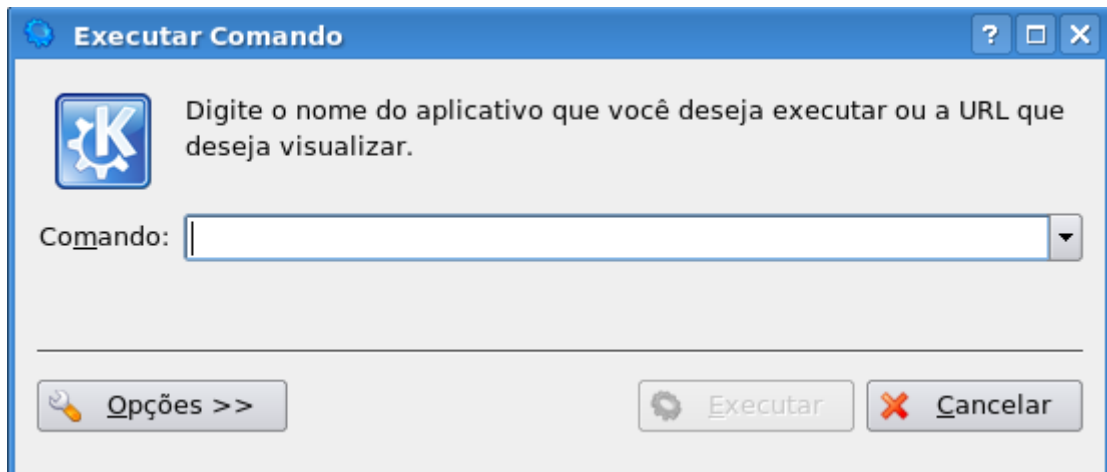 Executar Comando
Digite o nome do aplicativo que você deseja executar ou a URL que
deseja visualizar.
Comando:
Opções >>
Executar
Cancelar